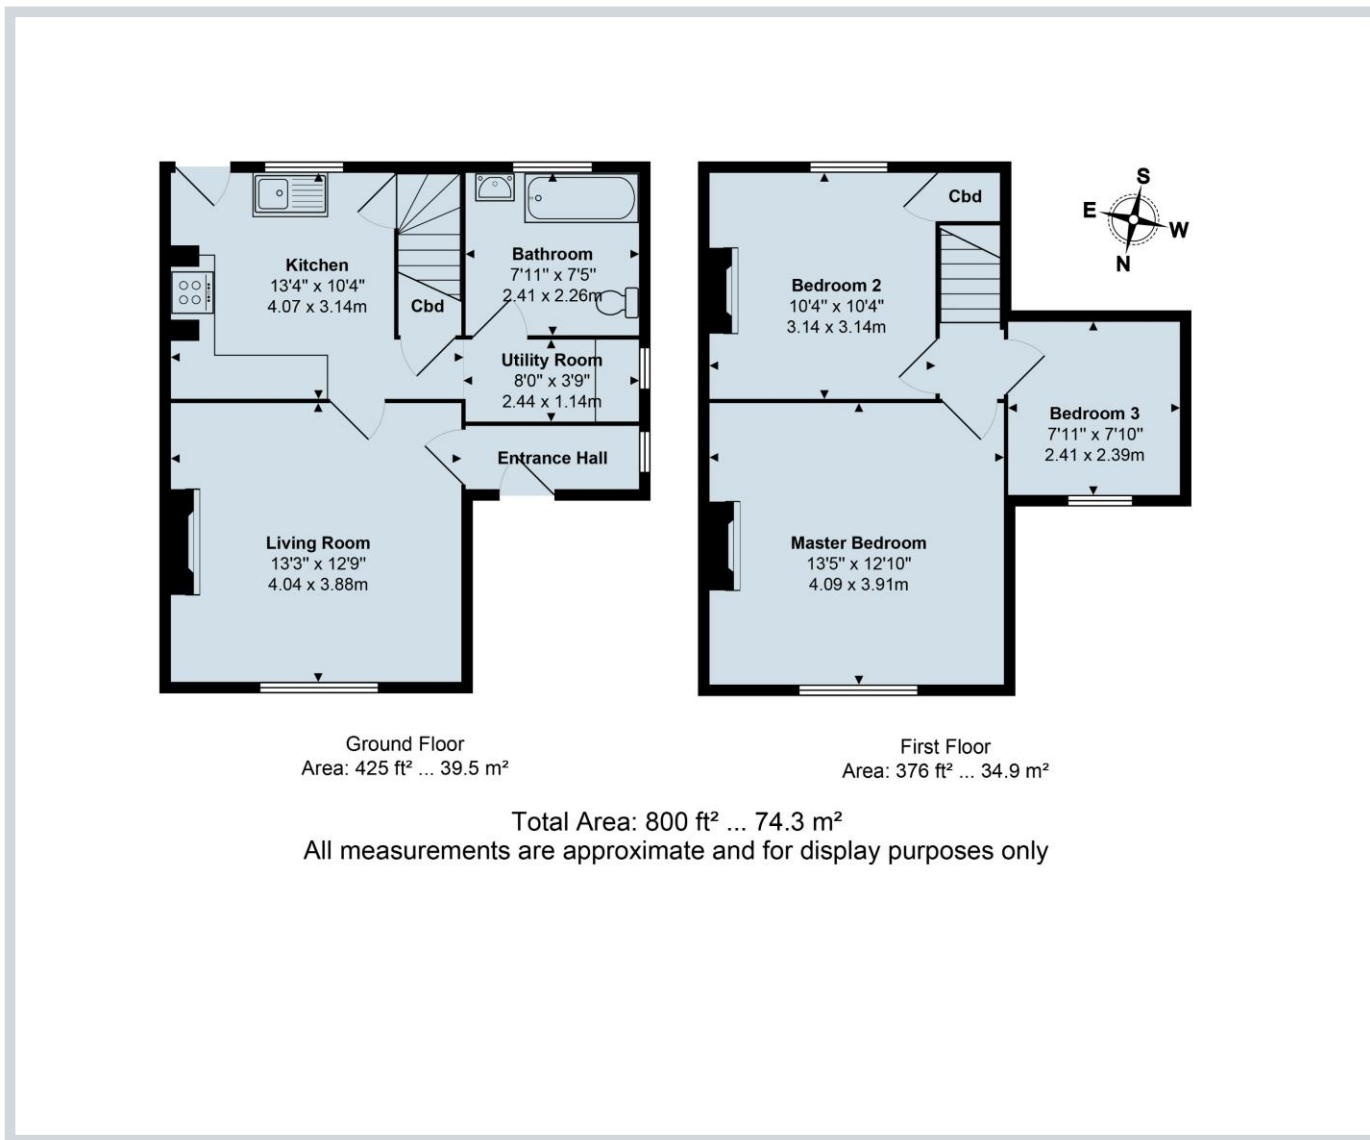 Kitchen
13'4" x 10'4"
4.07 x 3.14m
Cbd
Bathroom
7'11" x 7'5"
2.41 x 2.26m
Utility Room
8'0" x 3'9"
2.44 x 1.14m
Entrance Hall
Living Room
13'3" x 12'9"
4.04 x 3.88m
Ground Floor
Area: 425 ft² ... 39.5 m²
Cbd
Bedroom 2
10'4" x 10'4"
3.14 x 3.14m
Bedroom 3
7'11" x 7'10"
2.41 x 2.39m
Master Bedroom
13'5" x 12'10"
4.09 x 3.91m
First Floor
Area: 376 ft² ... 34.9 m²
S
E
W
N
Total Area: 800 ft² ... 74.3 m²
All measurements are approximate and for display purposes only